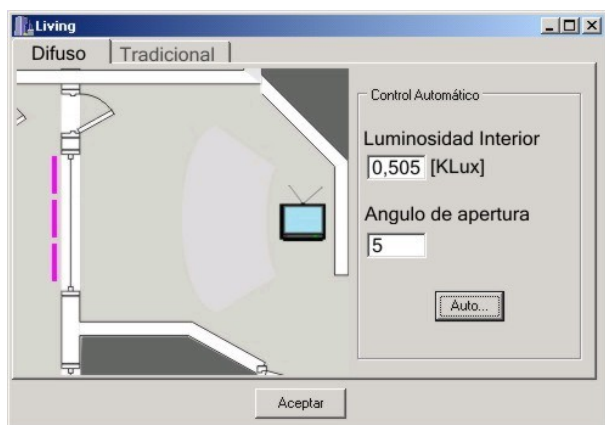 Living
Difuso
Tradicional
Control Automático
Luminosidad Interior
0,505 [KLux]
Angulo de apertura
5
Auto...
Aceptar